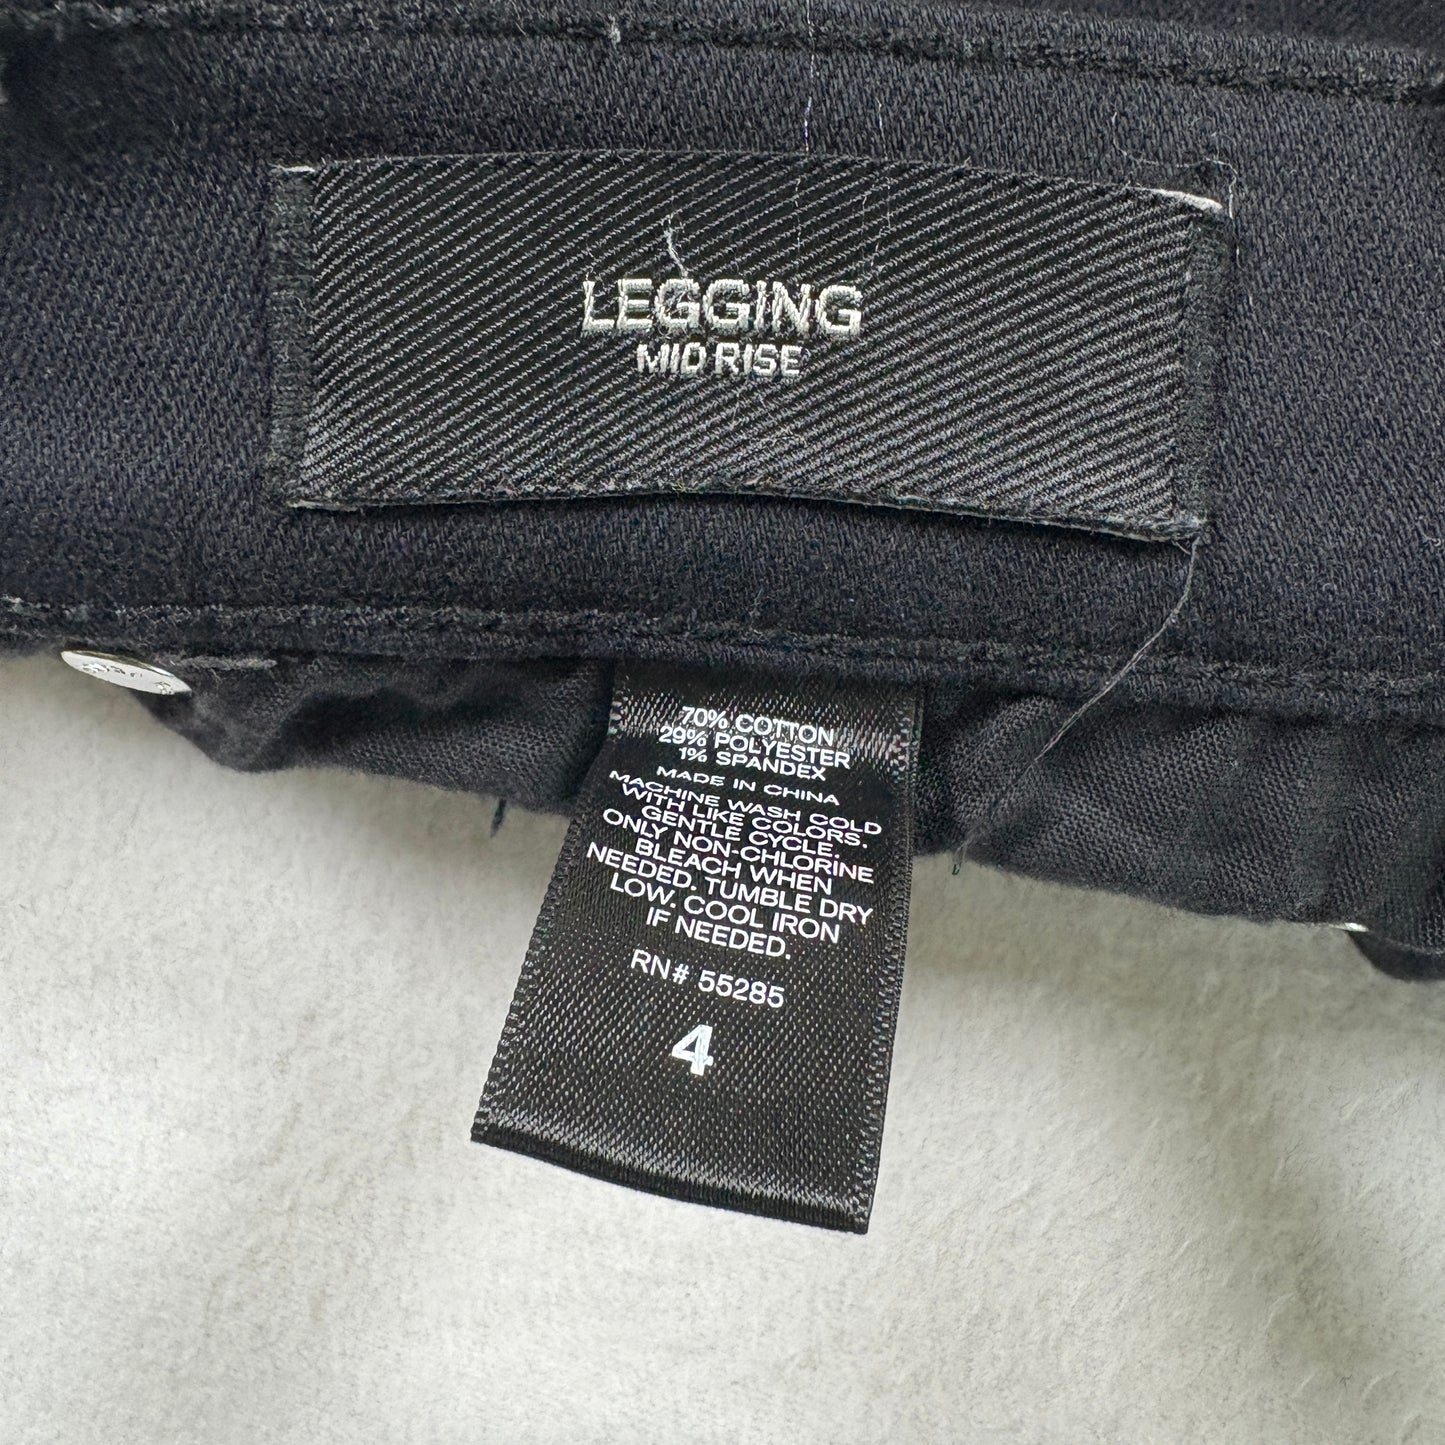 LEGGING
MID RISE
70% COTTON
29% POLYESTER
1% SPANDEX
MADE IN CHINA
MACHINE WASH COLD
WITH LIKE COLORS.
GENTLE CYCLE.
ONLY NON-CHLORINE
BLEACH WHEN
NEEDED. TUMBLE DRY
LOW. COOL IRON
IF NEEDED.
RN# 55285
4